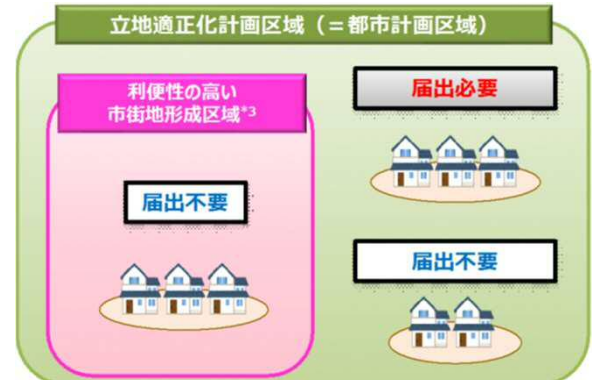 立地適正化計画区域（＝都市計画区域）
利便性の高い
市街地形成区域*3
届出必要
届出不要
届出不要